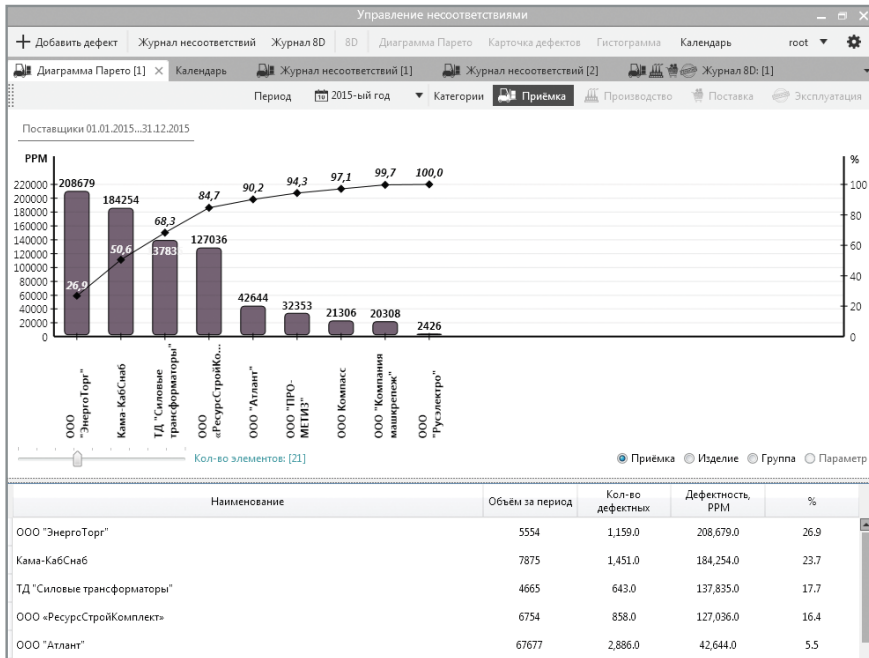 Управление несоответствиями
Добавить дефект Журнал несоответствий Журнал 8D 8D Диаграмма Парето Карточка дефектов Гистограмма Календарь root
Диаграмма Парето [1] Календарь Журнал несоответствий [1] Журнал несоответствий [2] Журнал 8D: [1]
Период 2015-ый год Категории Приёмка Производство Поставка Эксплуатация
Поставщики 01.01.2015...31.12.2015
PPM %
220000 208679 26,9
200000 184254 50,6
180000 37835 68,3
160000 127036 84,7
140000 42644 90,2
120000 32353 94,3
100000 21306 97,1
80000 20308 99,7
60000 2426 100,0
40000
20000
0
100
80
60
40
20
0
ООО "ЭнергоТорг"
Кама-КабСнаб
ТД "Силовые трансформаторы"
ООО «РесурсСтройКо...
ООО "Атлант"
ООО "ПРО-МЕТИЗ"
ООО Компасс
ООО "Компания машкрепеж"
ООО "Русэлектро"
Кол-во элементов: [21] Приёмка Изделие Группа Параметр
Наименование Объём за период Кол-во дефектных Дефектность, PPM %
ООО "ЭнергоТорг" 5554 1,159.0 208,679.0 26.9
Кама-КабСнаб 7875 1,451.0 184,254.0 23.7
ТД "Силовые трансформаторы" 4665 643.0 137,835.0 17.7
ООО «РесурсСтройКомплект» 6754 858.0 127,036.0 16.4
ООО "Атлант" 67677 2,886.0 42,644.0 5.5